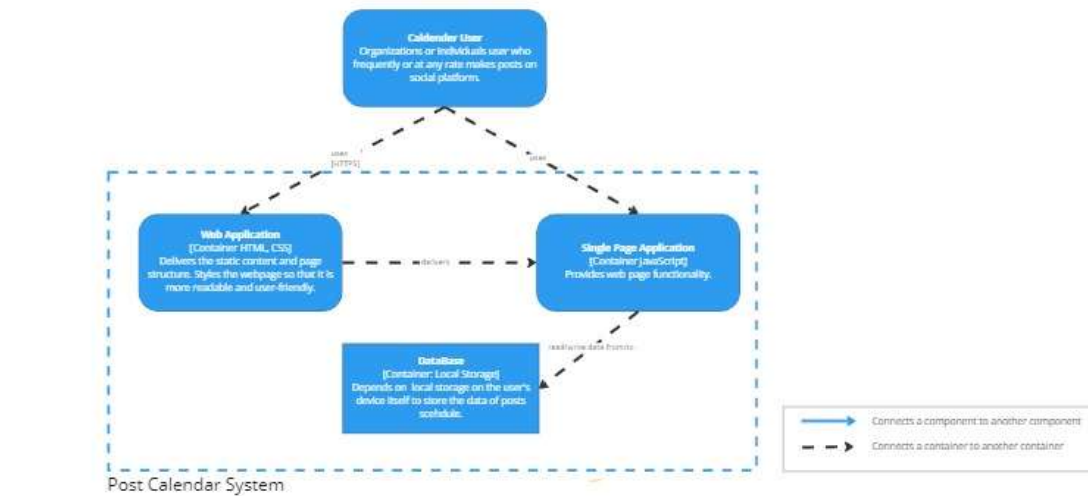 Caldender User
Organizations or Individuals user who
frequently or at any rate makes posts on
social platform.
user
[HTTPS]
user
Web Application
[Container HTML, CSS]
Delivers the static content and page
structure. Styles the webpage so that it is
more readable and user-friendly.
delivers
Single Page Application
[Container JavaScript]
Provides web page functionality.
read/write data from/to
DataBase
[Container: Local Storage]
Depends on local storage on the user's
device itself to store the data of posts
scehdule.
Connects a component to another component
Connects a container to another container
Post Calendar System